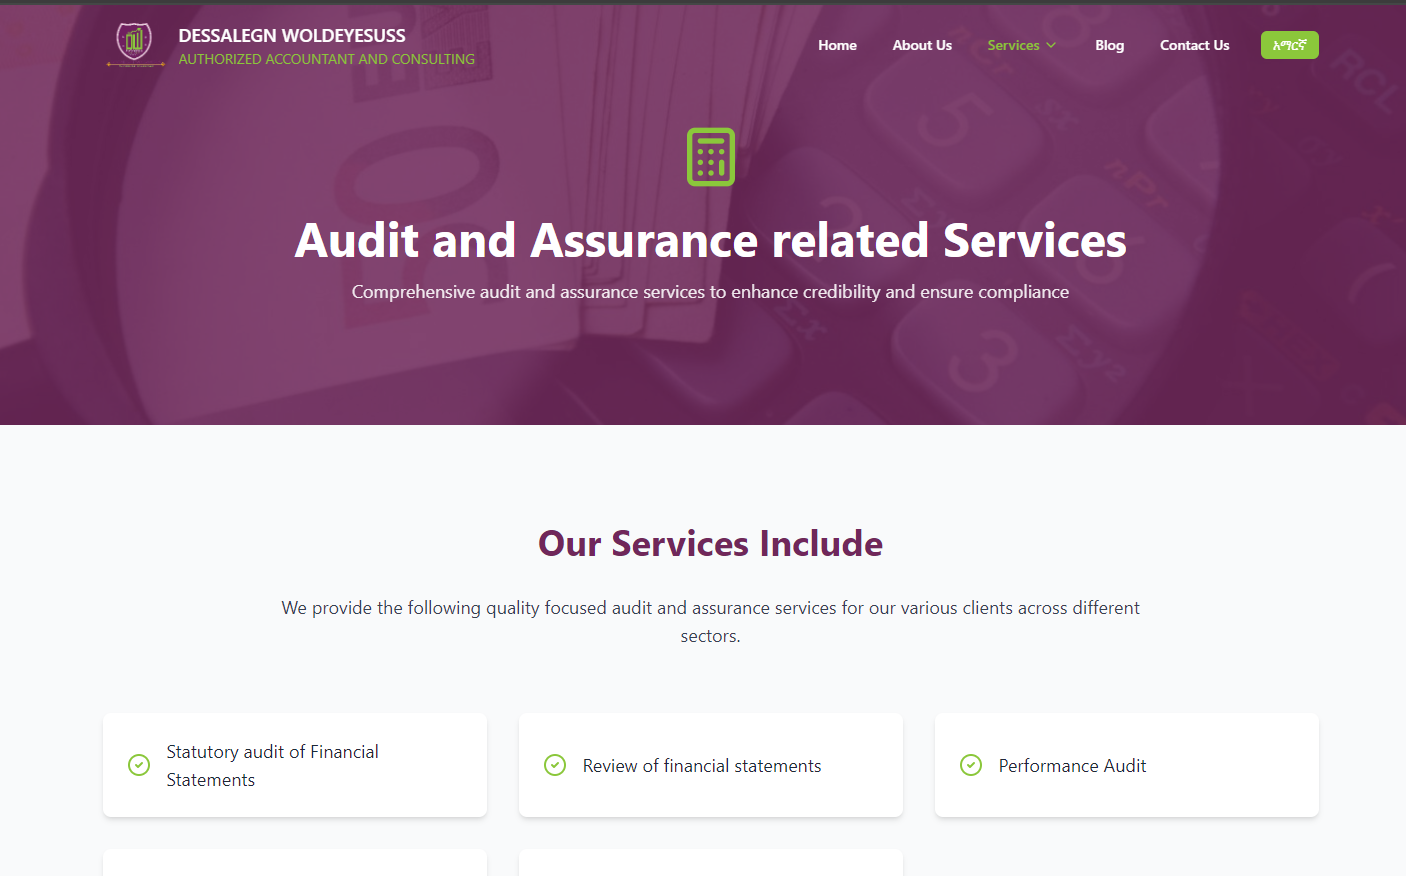 DESSALEGN WOLDEYESUSS
AUTHORIZED ACCOUNTANT AND CONSULTING
Home
About Us
Services
Blog
Contact Us
አማርኛ
Audit and Assurance related Services
Comprehensive audit and assurance services to enhance credibility and ensure compliance
Our Services Include
We provide the following quality focused audit and assurance services for our various clients across different
sectors.
Statutory audit of Financial
Statements
Review of financial statements
Performance Audit